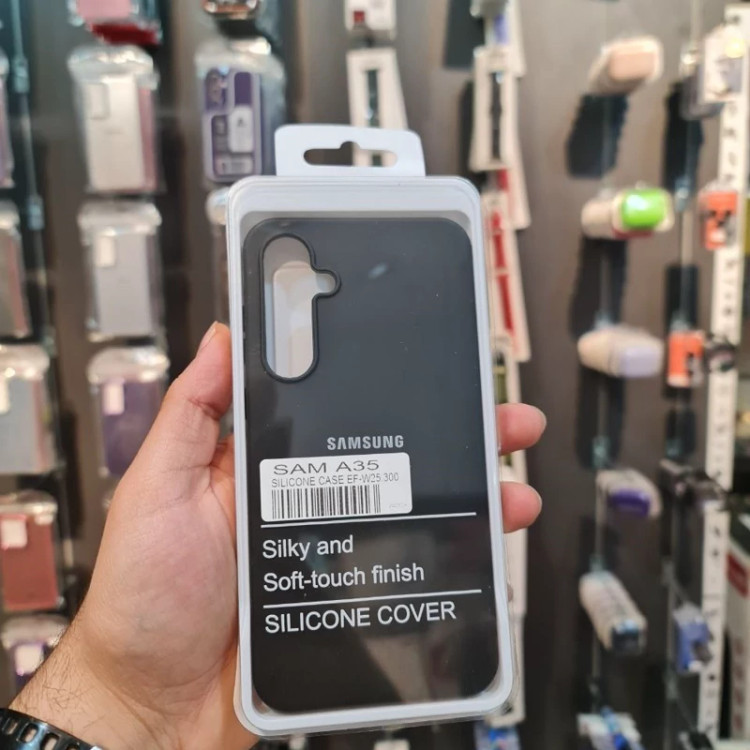 SAMSUNG
SAM A35
SILICONE CASE EF-W25.300
Silky and
Soft-touch finish
SILICONE COVER